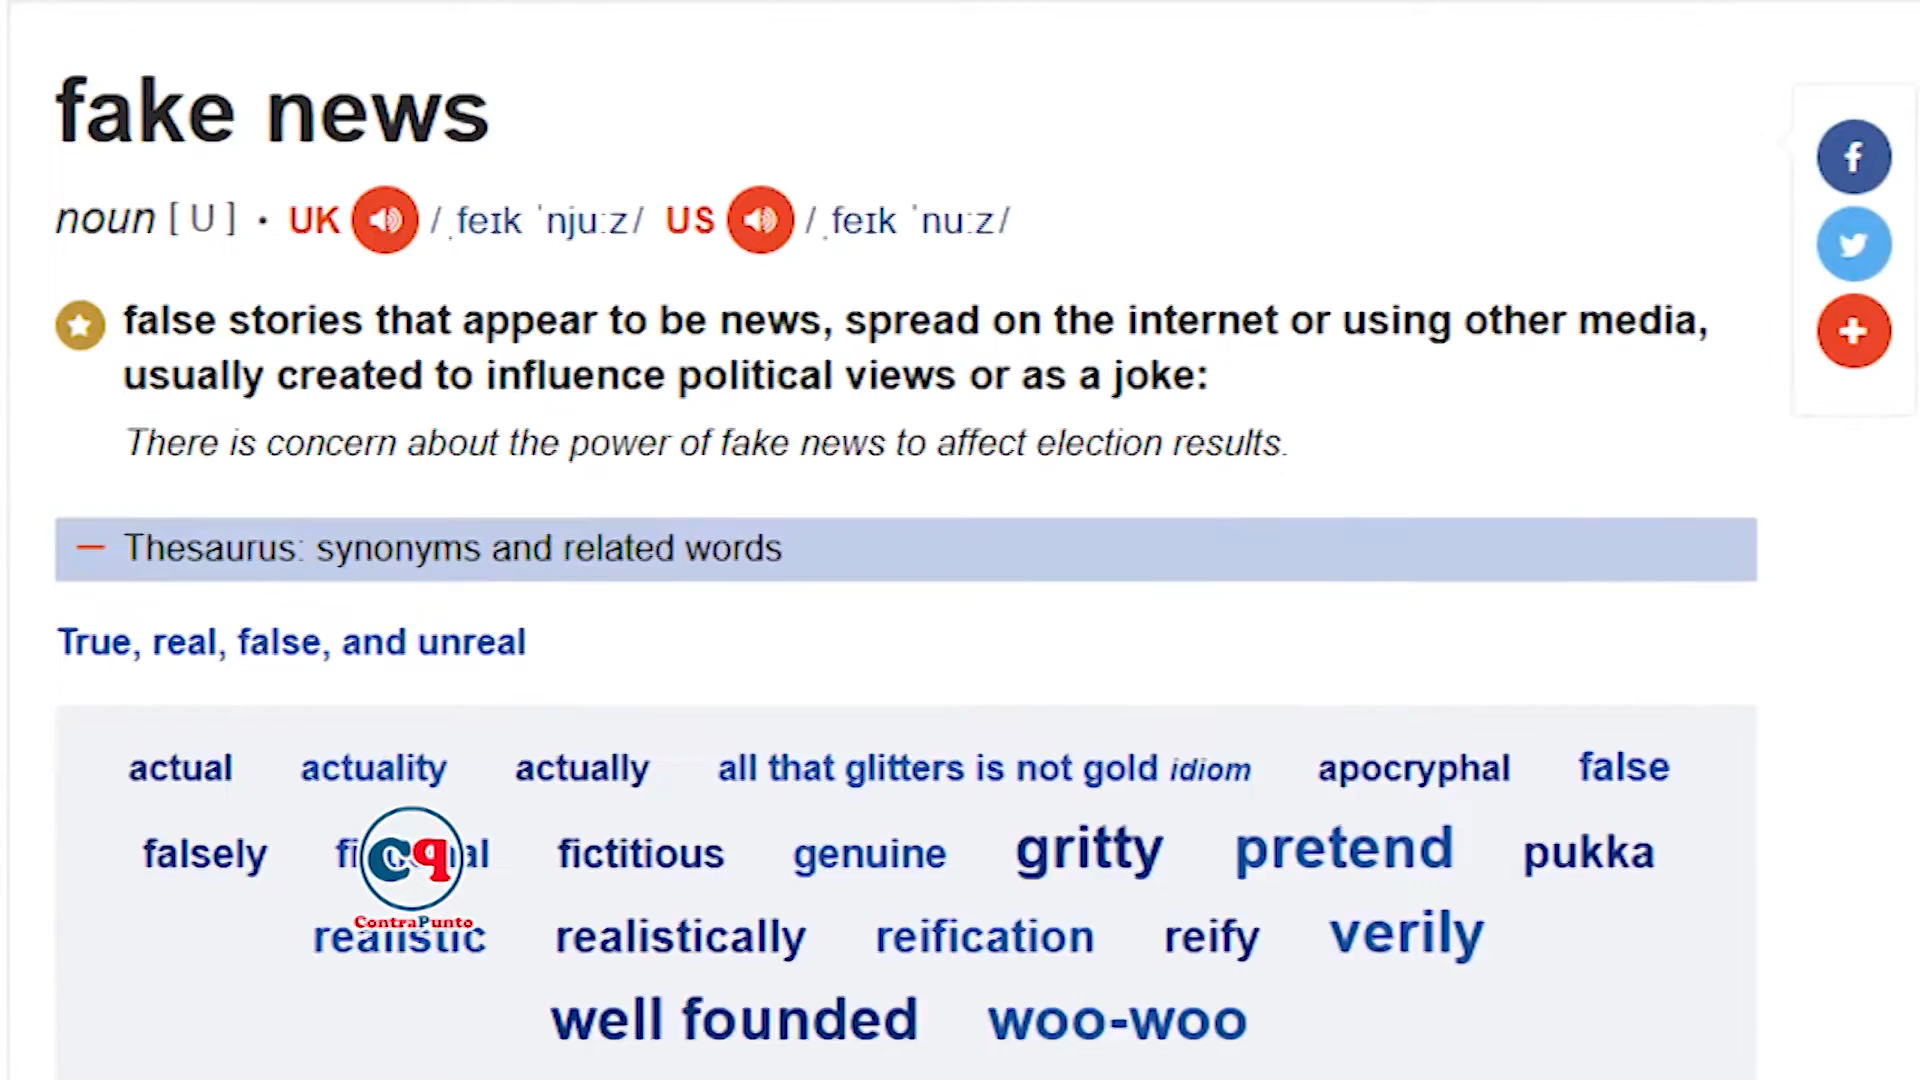 fake news
noun [ U ] · UK /ˌfeɪk ˈnjuːz/ US /ˌfeɪk ˈnuːz/
false stories that appear to be news, spread on the internet or using other media,
usually created to influence political views or as a joke:
There is concern about the power of fake news to affect election results.
Thesaurus: synonyms and related words
True, real, false, and unreal
actual actuality actually all that glitters is not gold idiom apocryphal false
falsely cp fictitious genuine gritty pretend pukka
ContraPunto
realistic realistically reification reify verily
well founded woo-woo